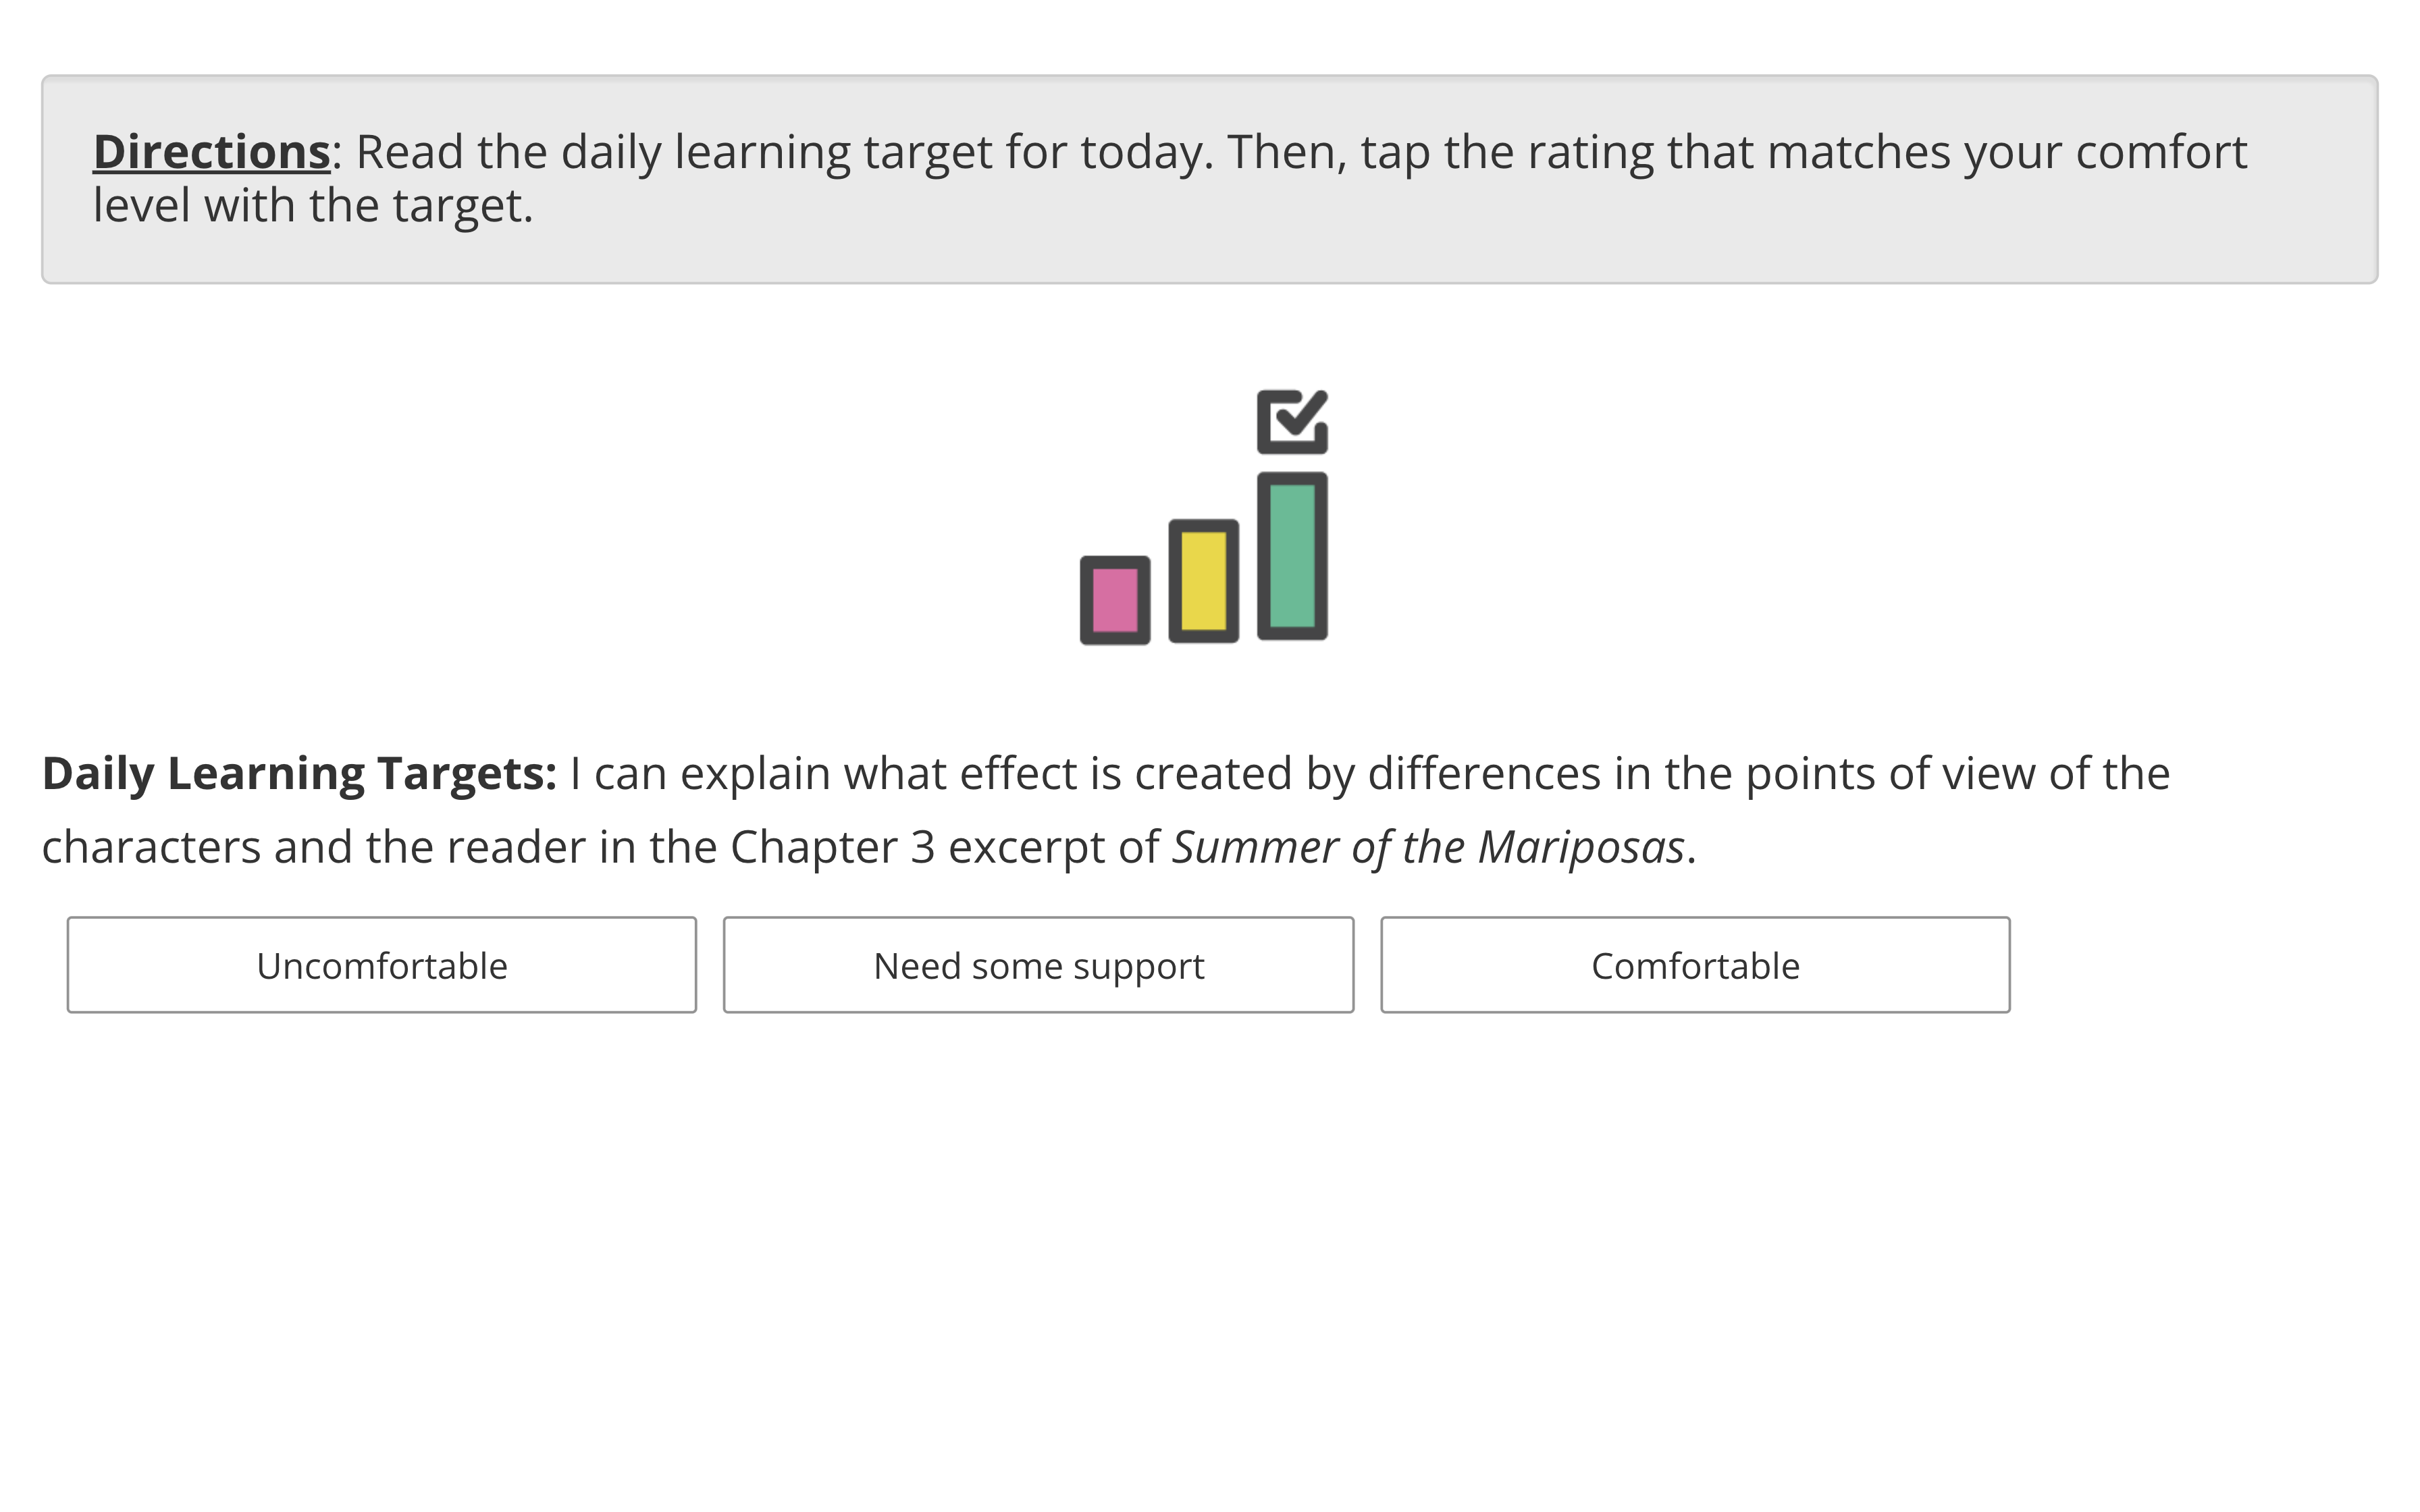 Directions: Read the daily learning target for today. Then, tap the rating that matches your comfort
level with the target.
Daily Learning Targets: I can explain what effect is created by differences in the points of view of the
characters and the reader in the Chapter 3 excerpt of Summer of the Mariposas.
Uncomfortable
Need some support
Comfortable